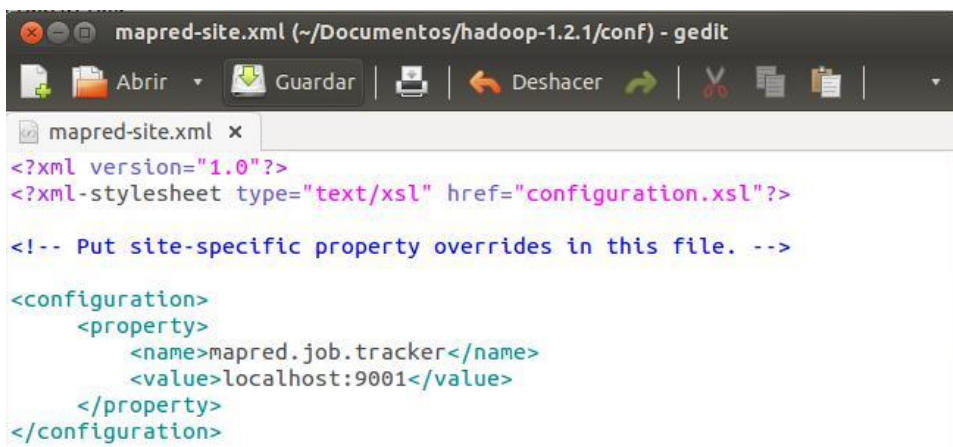 mapred-site.xml (~/Documentos/hadoop-1.2.1/conf) - gedit
Abrir Guardar Deshacer
mapred-site.xml x
<?xml version="1.0"?>
<?xml-stylesheet type="text/xsl" href="configuration.xsl"?>
<!-- Put site-specific property overrides in this file. -->
<configuration>
<property>
<name>mapred.job.tracker</name>
<value>localhost:9001</value>
</property>
</configuration>